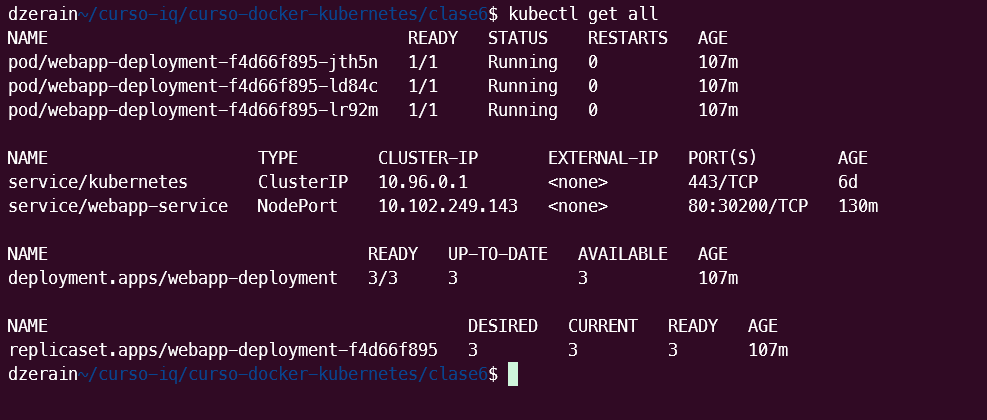 dzerain~/curso-iq/curso-docker-kubernetes/clase6$ kubectl get all
NAME                                    READY   STATUS    RESTARTS   AGE
pod/webapp-deployment-f4d66f895-jth5n   1/1     Running   0          107m
pod/webapp-deployment-f4d66f895-ld84c   1/1     Running   0          107m
pod/webapp-deployment-f4d66f895-lr92m   1/1     Running   0          107m

NAME                     TYPE        CLUSTER-IP       EXTERNAL-IP   PORT(S)        AGE
service/kubernetes       ClusterIP   10.96.0.1        <none>        443/TCP        6d
service/webapp-service   NodePort    10.102.249.143   <none>        80:30200/TCP   130m

NAME                                READY   UP-TO-DATE   AVAILABLE   AGE
deployment.apps/webapp-deployment   3/3     3            3           107m

NAME                                          DESIRED   CURRENT   READY   AGE
replicaset.apps/webapp-deployment-f4d66f895   3         3         3       107m
dzerain~/curso-iq/curso-docker-kubernetes/clase6$